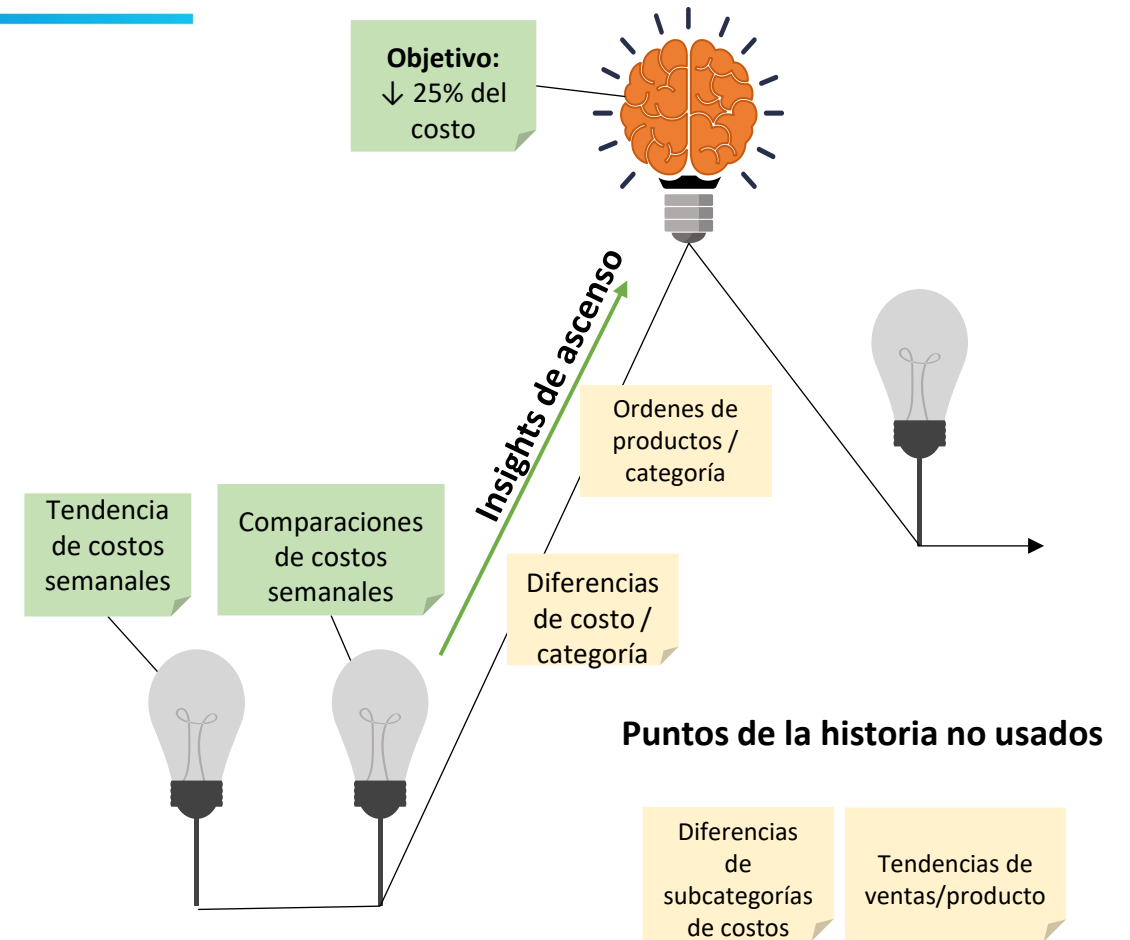 Objetivo:
↓ 25% del
costo
Insights de ascenso
Ordenes de
productos /
categoría
Tendencia
de costos
semanales
Comparaciones
de costos
semanales
Diferencias
de costo /
categoría
Puntos de la historia no usados
Diferencias
de
subcategorías
de costos
Tendencias de
ventas/producto